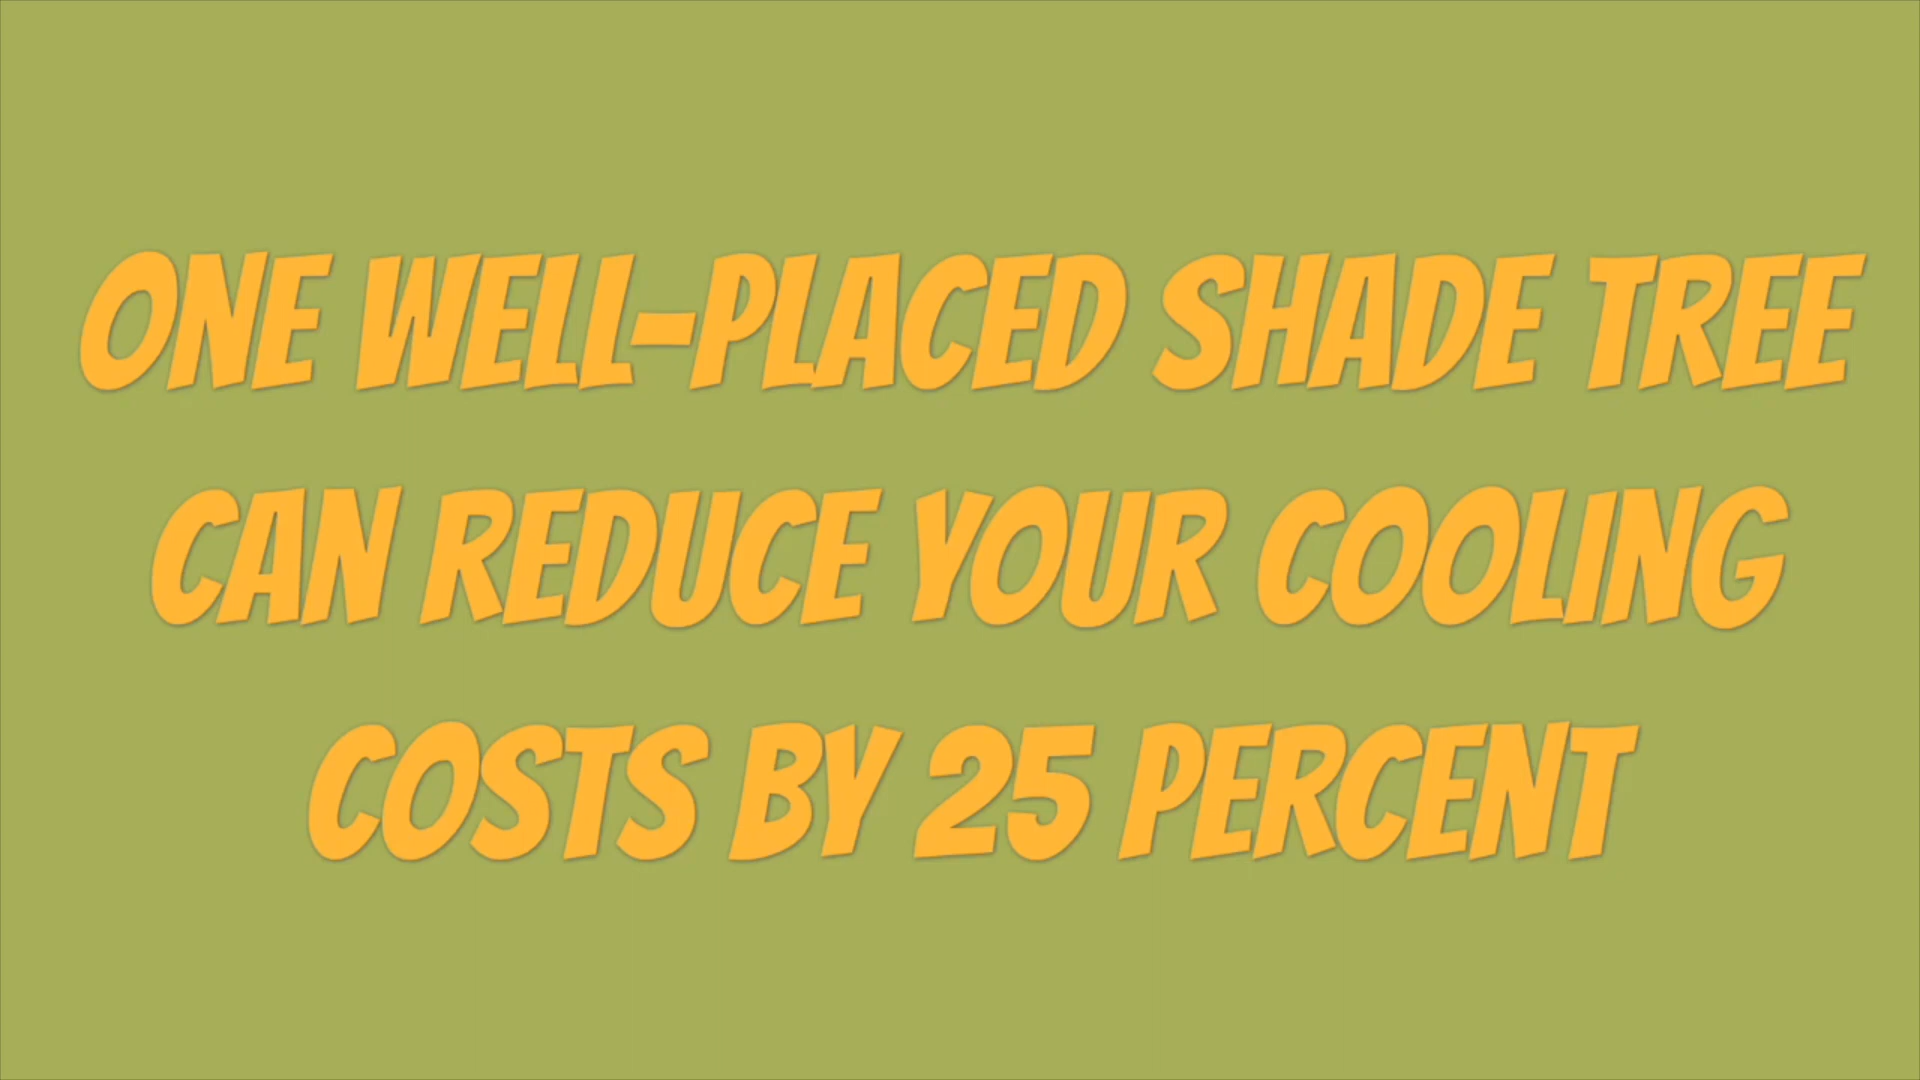 ONE WELL-PLACED SHADE TREE
CAN REDUCE YOUR COOLING
COSTS BY 25 PERCENT